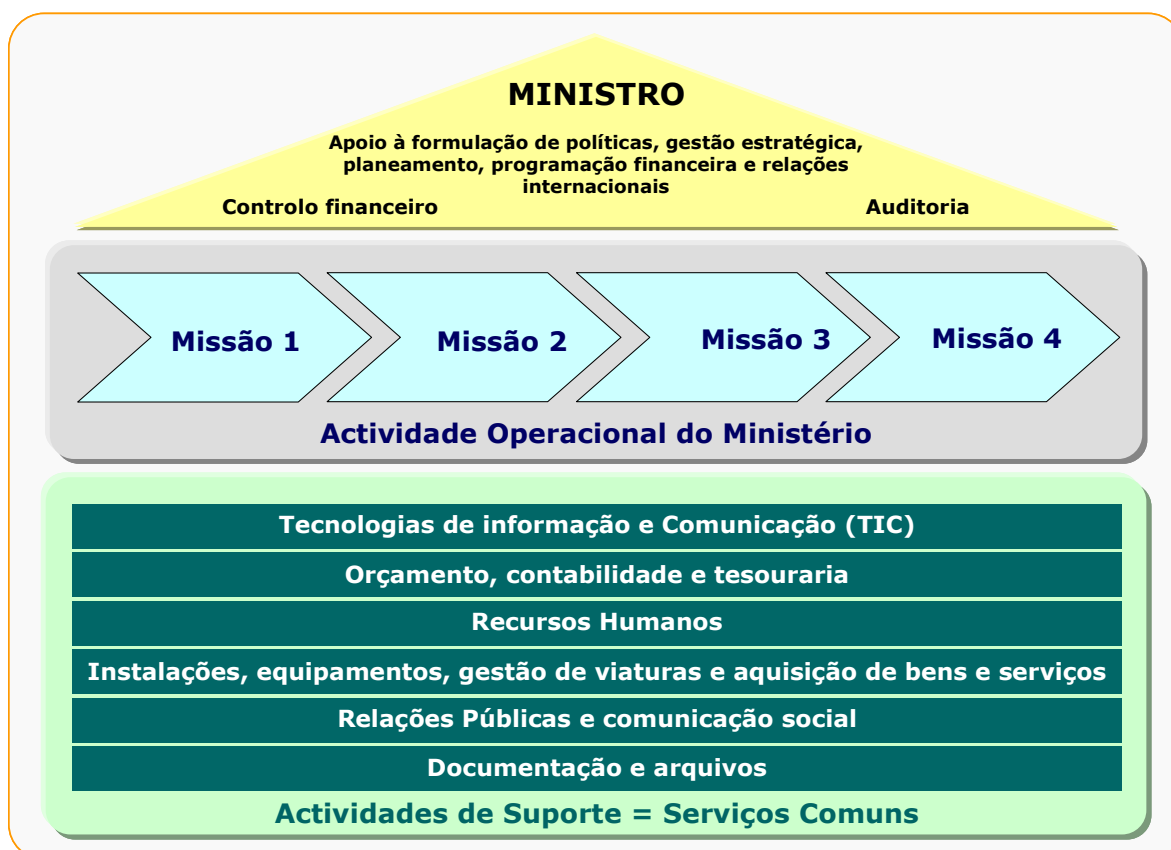 MINISTRO
Apoio à formulação de políticas, gestão estratégica,
planeamento, programação financeira e relações
internacionais
Controlo financeiro
Auditoria
Missão 1
Missão 2
Missão 3
Missão 4
Actividade Operacional do Ministério
Tecnologias de informação e Comunicação (TIC)
Orçamento, contabilidade e tesouraria
Recursos Humanos
Instalações, equipamentos, gestão de viaturas e aquisição de bens e serviços
Relações Públicas e comunicação social
Documentação e arquivos
Actividades de Suporte = Serviços Comuns